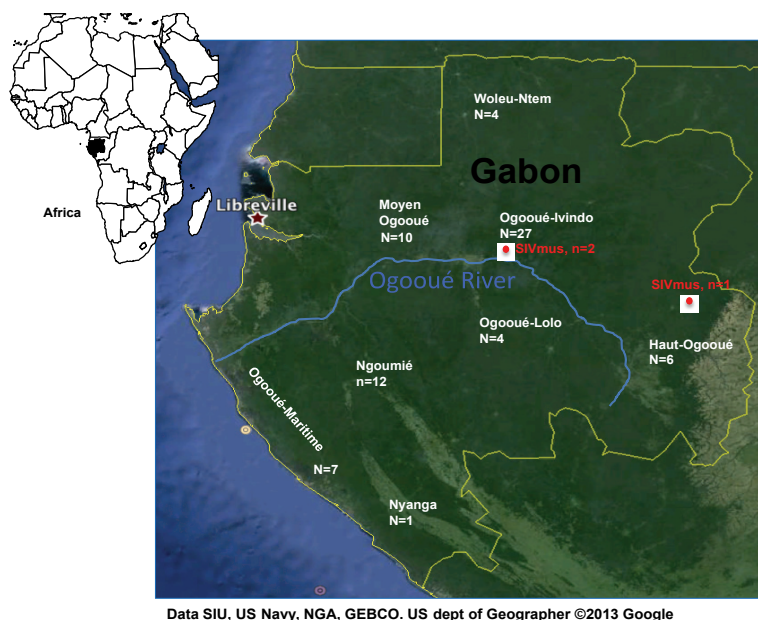 Woleu-Ntem
N=4
Gabon
Africa
Libreville
Moyen
Ogooué
N=10
Ogooué-Ivindo
N=27
SIVmus, n=2
Ogooué River
SIVmus, n=1
Ogooué-Lolo
N=4
Haut-Ogooué
N=6
Ngoumié
n=12
Ogooué-Maritime
N=7
Nyanga
N=1
Data SIU, US Navy, NGA, GEBCO. US dept of Geographer ©2013 Google